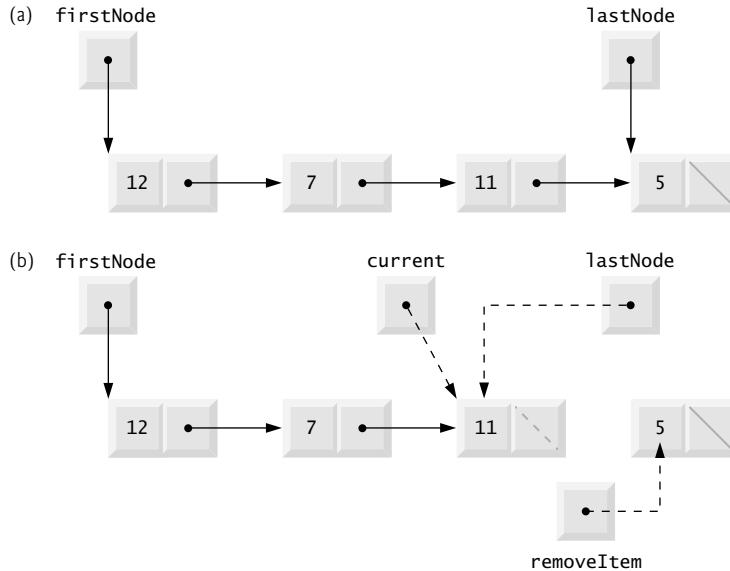 (a) firstNode lastNode
12 7 11 5
(b) firstNode current lastNode
12 7 11 5
removeItem